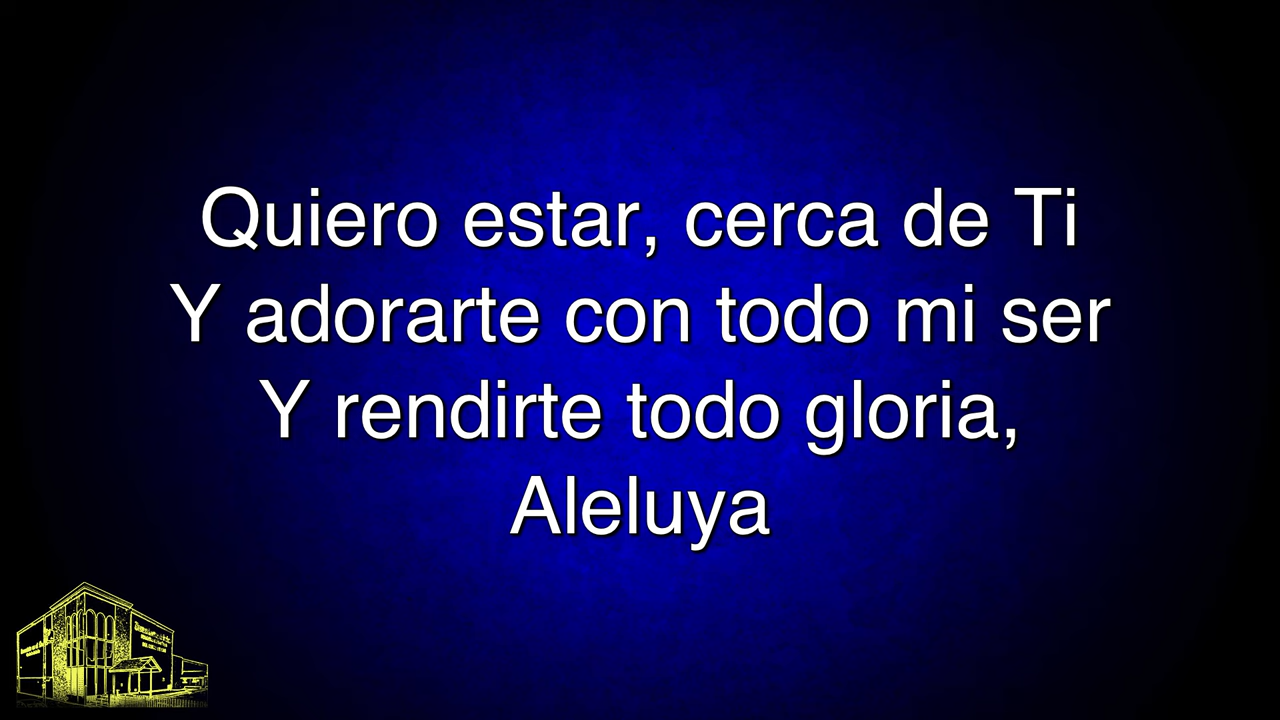 Quiero estar, cerca de Ti
Y adorarte con todo mi ser
Y rendirte todo gloria,
Aleluya